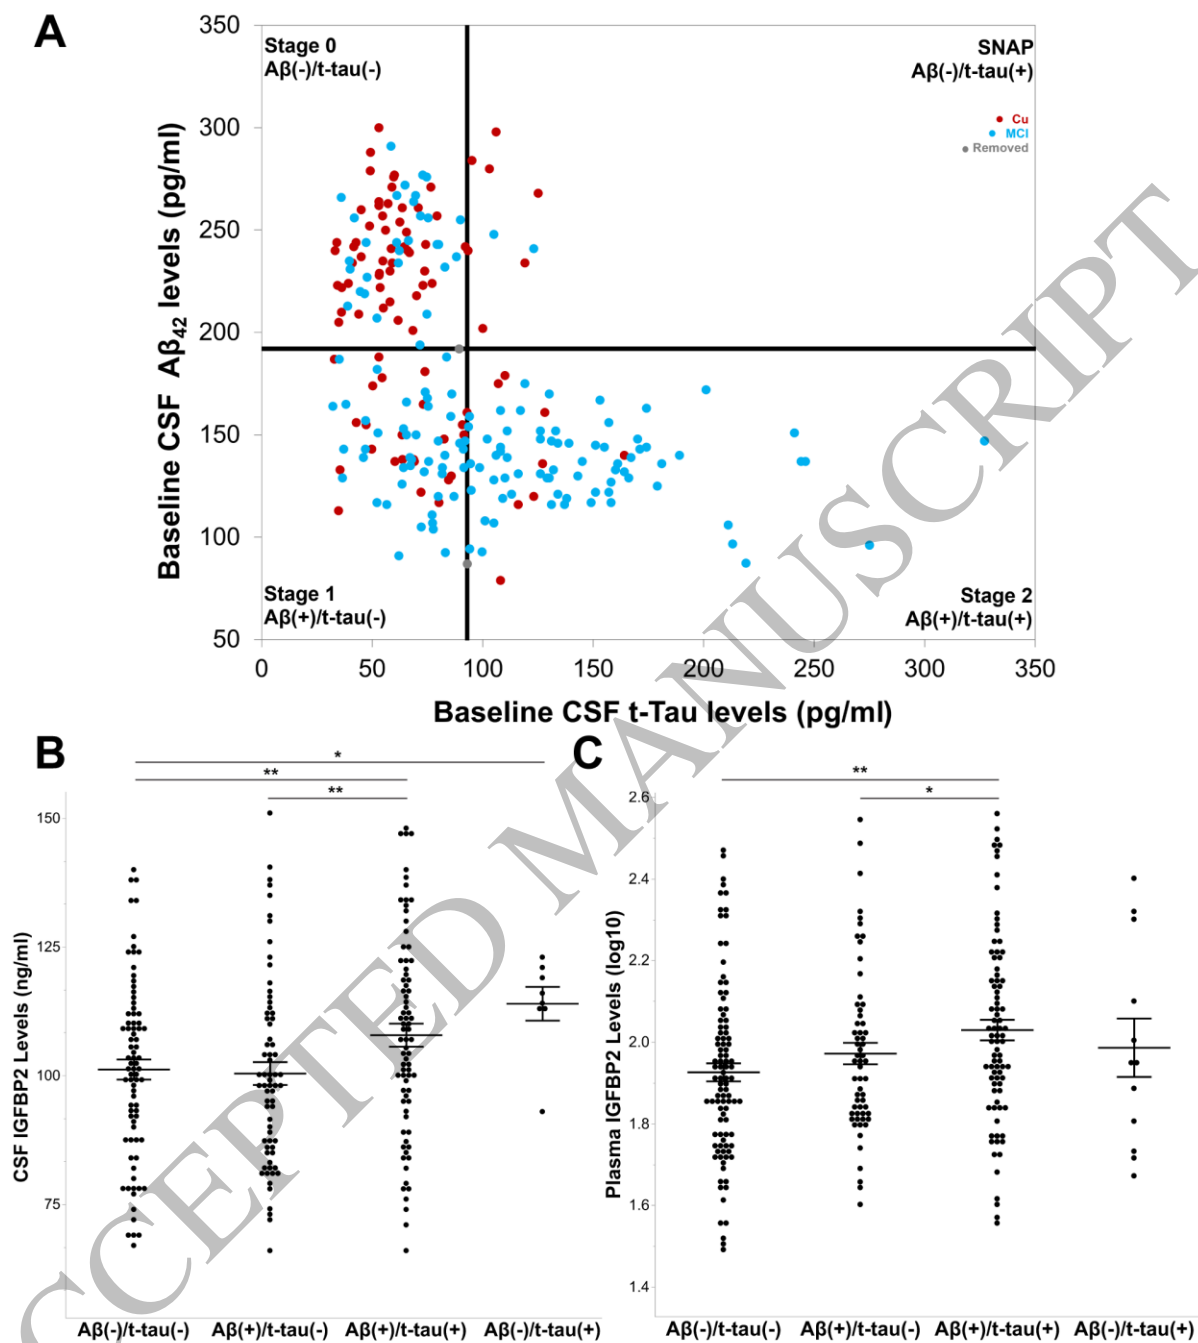 A
Stage 0
Aβ(-)/t-tau(-)
SNAP
Aβ(-)/t-tau(+)
Cu
MCI
Removed
Baseline CSF Aβ42 levels (pg/ml)
350
300
250
200
150
100
50
Stage 1
Aβ(+)/t-tau(-)
Stage 2
Aβ(+)/t-tau(+)
0 50 100 150 200 250 300 350
Baseline CSF t-Tau levels (pg/ml)
B
*
**
**
CSF IGFBP2 Levels (ng/ml)
150
125
100
75
Aβ(-)/t-tau(-) Aβ(+)/t-tau(-) Aβ(+)/t-tau(+) Aβ(-)/t-tau(+)
C
**
*
Plasma IGFBP2 Levels (log10)
2.6
2.4
2.2
2.0
1.8
1.6
1.4
Aβ(-)/t-tau(-) Aβ(+)/t-tau(-) Aβ(+)/t-tau(+) Aβ(-)/t-tau(+)
CCEPTED MANUSCRIPT